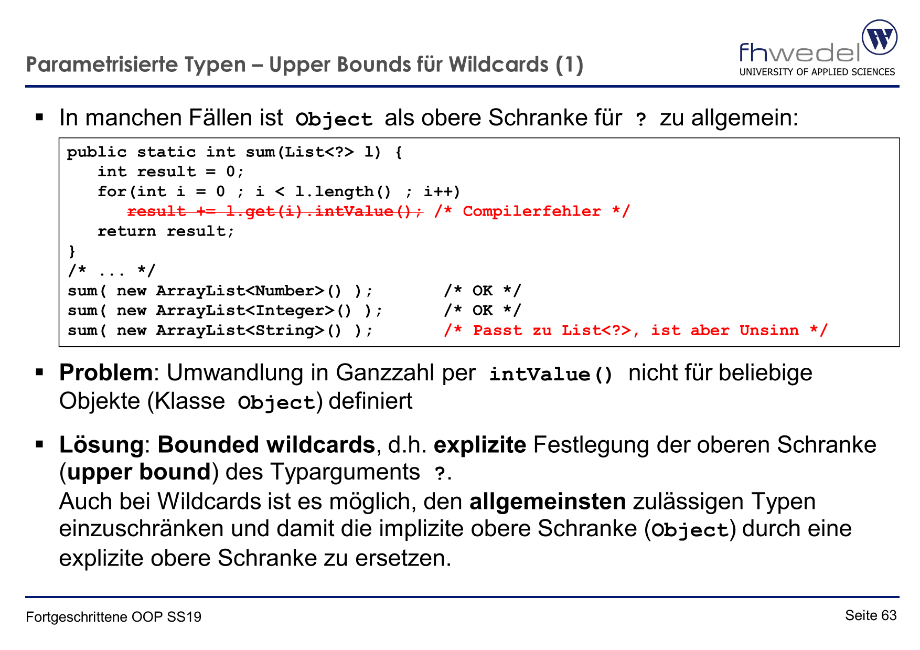 Parametrisierte Typen – Upper Bounds für Wildcards (1)
fhwedel
UNIVERSITY OF APPLIED SCIENCES
W
▪ In manchen Fällen ist Object als obere Schranke für ? zu allgemein:
public static int sum(List<?> l) {
int result = 0;
for(int i = 0 ; i < l.length() ; i++)
result += l.get(i).intValue(); /* Compilerfehler */
return result;
}
/* ... */
sum( new ArrayList<Number>() ); /* OK */
sum( new ArrayList<Integer>() ); /* OK */
sum( new ArrayList<String>() ); /* Passt zu List<?>, ist aber Unsinn */
▪ Problem: Umwandlung in Ganzzahl per intValue() nicht für beliebige
Objekte (Klasse Object) definiert
▪ Lösung: Bounded wildcards, d.h. explizite Festlegung der oberen Schranke
(upper bound) des Typarguments ?.
Auch bei Wildcards ist es möglich, den allgemeinsten zulässigen Typen
einzuschränken und damit die implizite obere Schranke (Object) durch eine
explizite obere Schranke zu ersetzen.
Fortgeschrittene OOP SS19
Seite 63